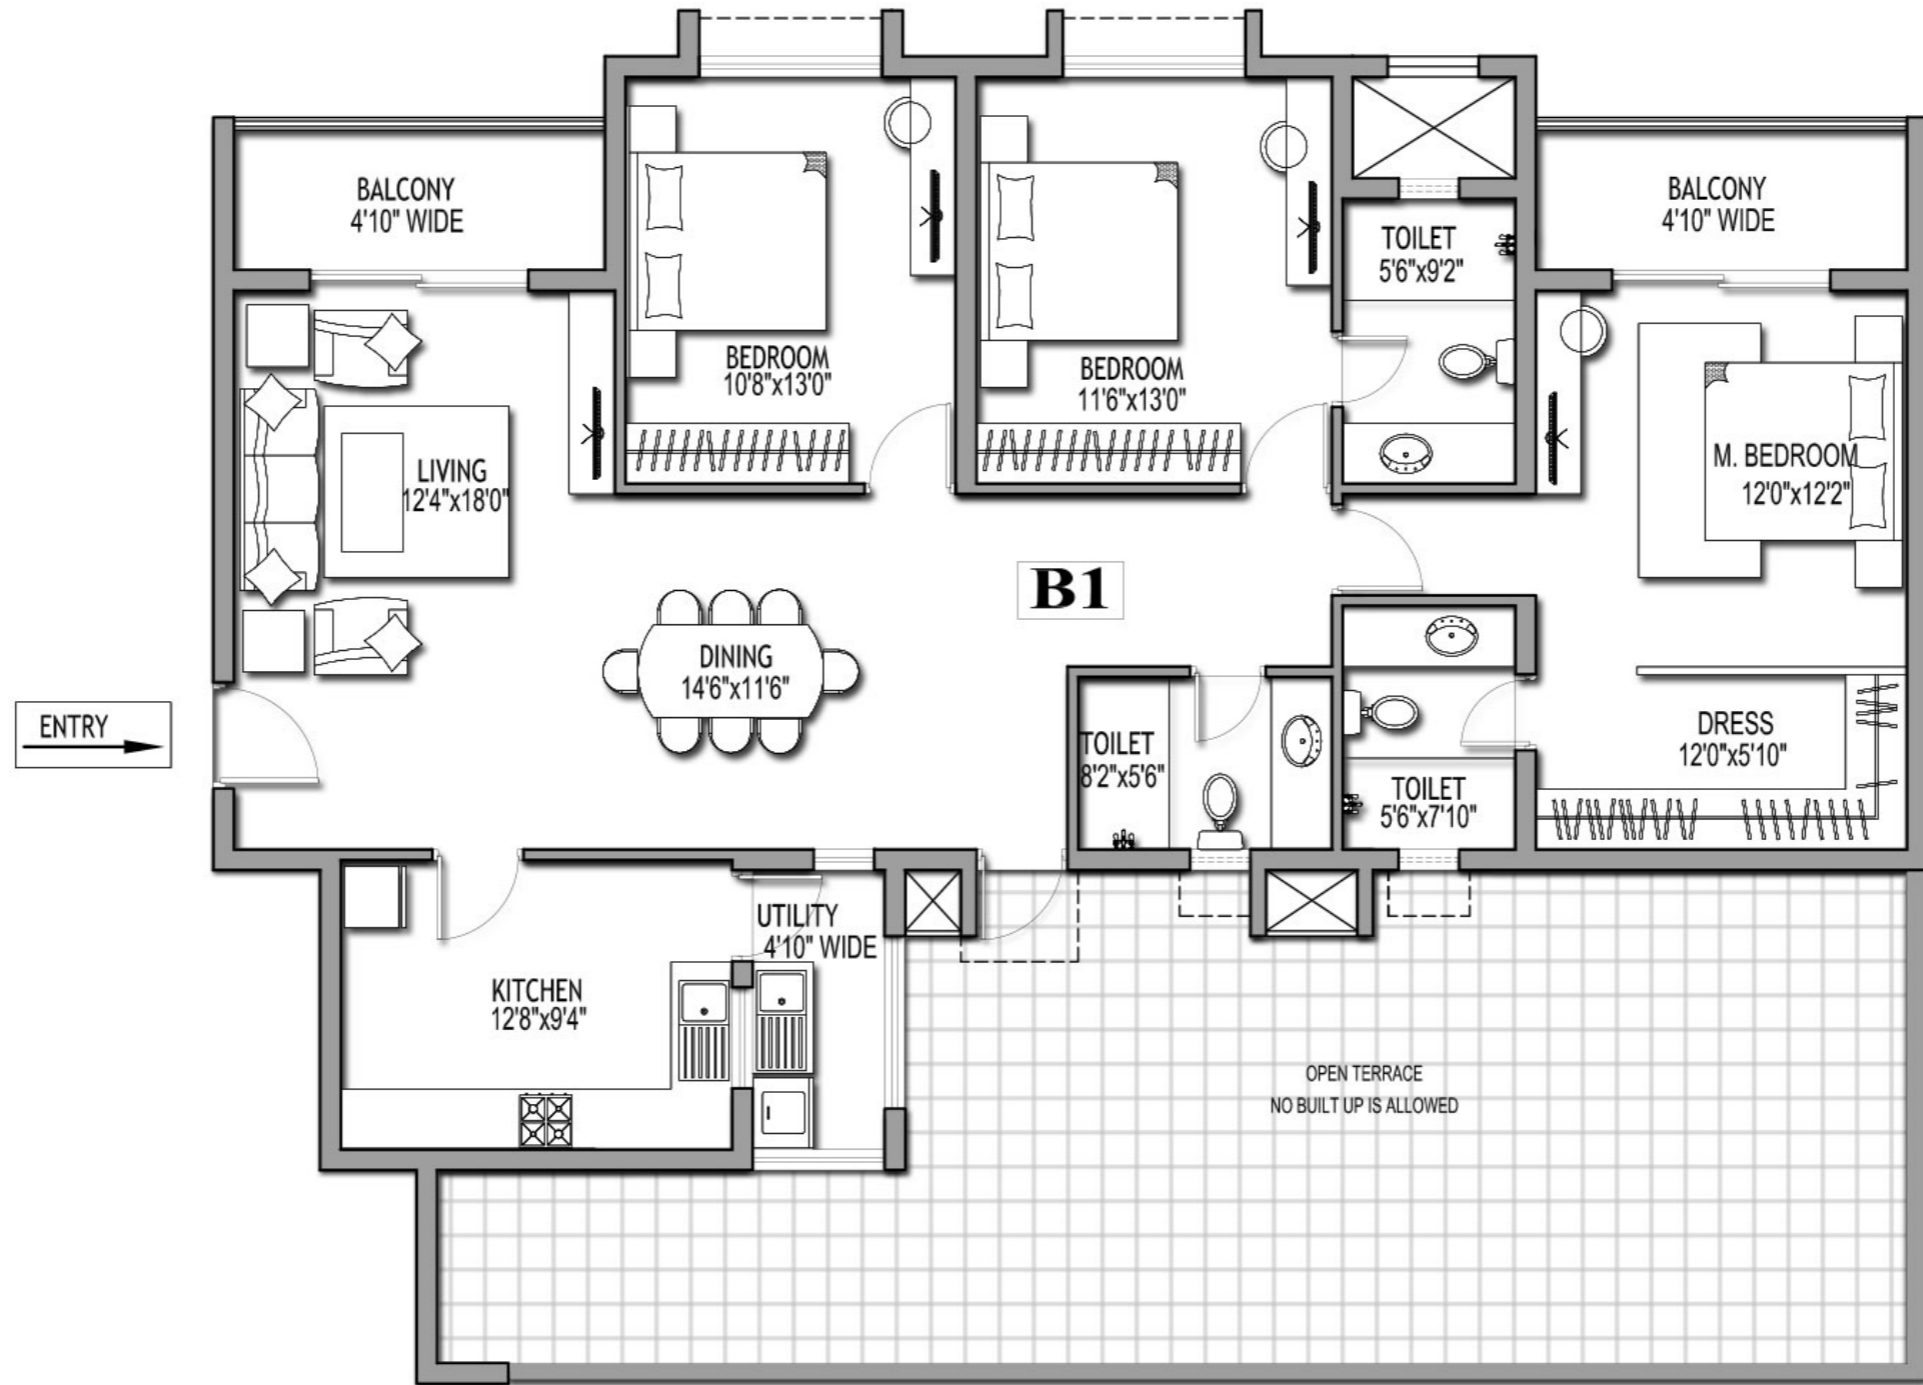 BALCONY
4'10" WIDE
BALCONY
4'10" WIDE
TOILET
5'6"x9'2"
BEDROOM
10'8"x13'0"
BEDROOM
11'6"x13'0"
LIVING
12'4"x18'0"
M. BEDROOM
12'0"x12'2"
B1
DINING
14'6"x11'6"
ENTRY
TOILET
8'2"x5'6"
DRESS
12'0"x5'10"
TOILET
5'6"x7'10"
UTILITY
4'10" WIDE
KITCHEN
12'8"x9'4"
OPEN TERRACE
NO BUILT UP IS ALLOWED